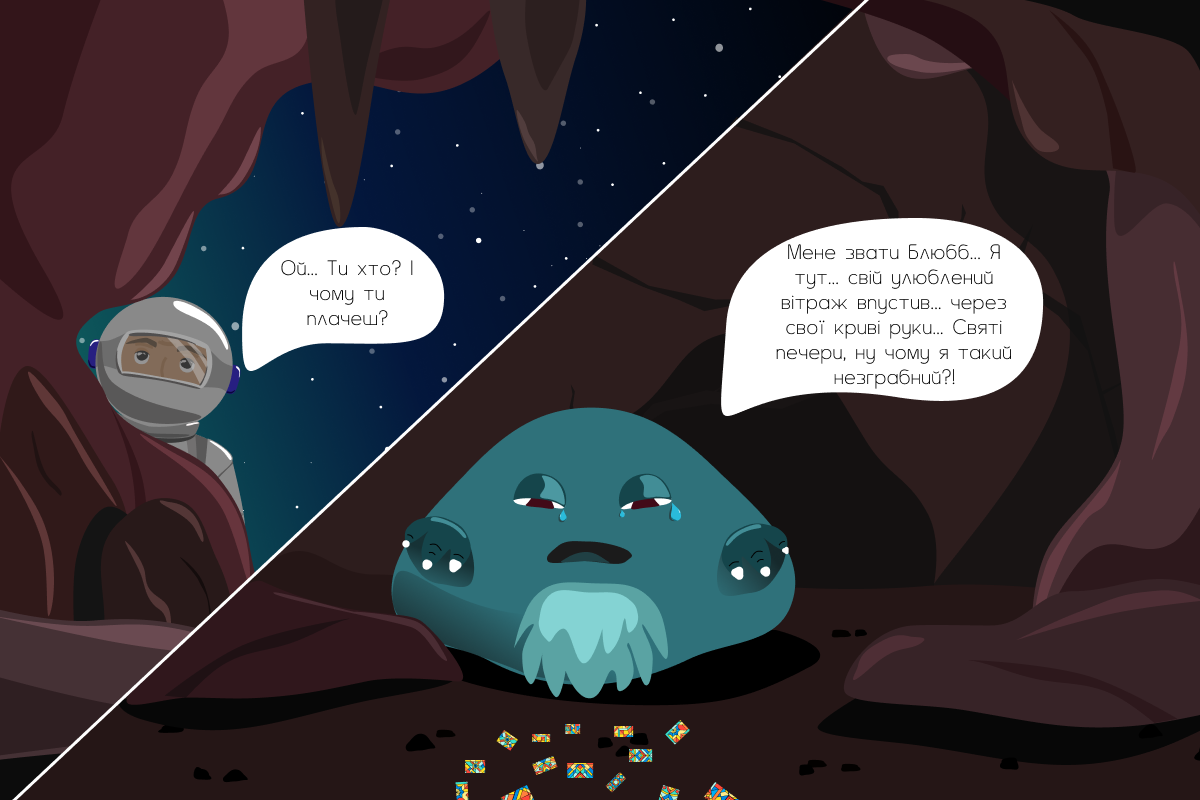 Ой... Ти хто? І
чому ти
плачеш?
Мене звати Блюбб... Я
тут... свій улюблений
вітраж впустив... через
свої криві руки... Святі
печери, ну чому я такий
незграбний?!